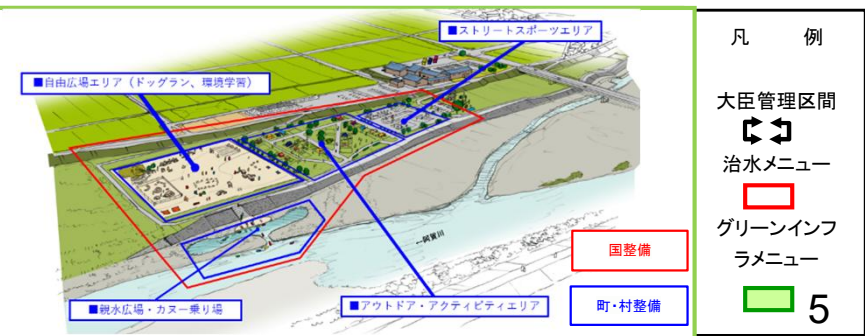 ■ストリートスポーツエリア
■自由広場エリア（ドッグラン、環境学習）
阿賀川
■親水広場・カヌー乗り場
■アウトドア・アクティビティエリア
国整備
町・村整備
凡　例
大臣管理区間
治水メニュー
グリーンインフ
ラメニュー
5